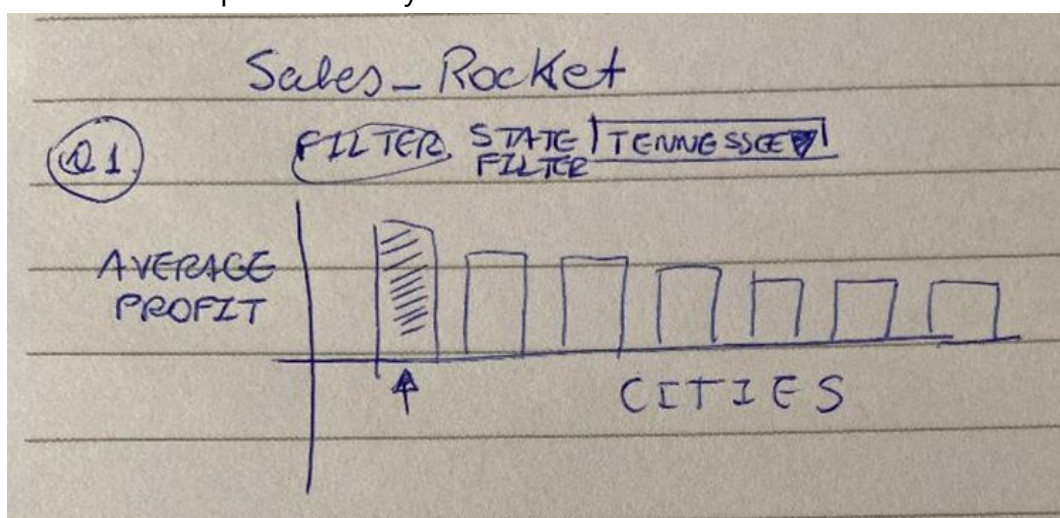 Sales_Rocket
Q1 FILTER STATE FILTER TENNESSEE
AVERAGE
PROFIT
CITIES